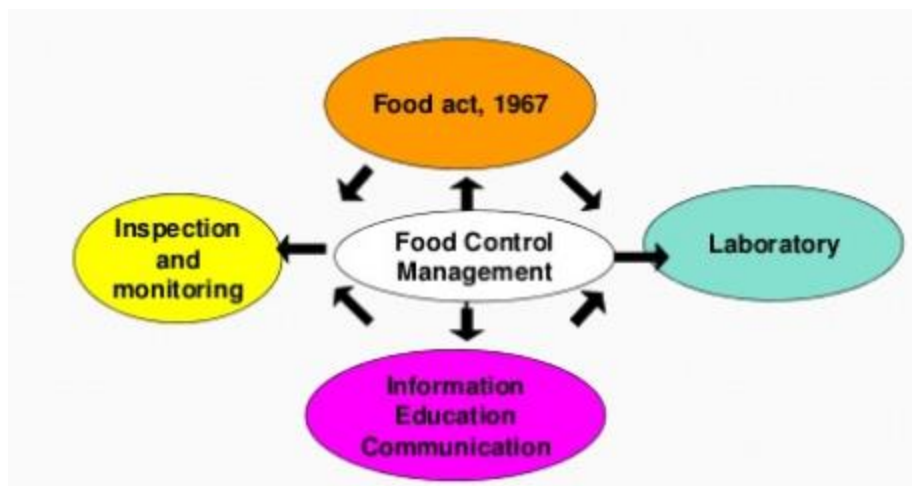 Food act, 1967
Inspection
and
monitoring
Food Control
Management
Laboratory
Information
Education
Communication